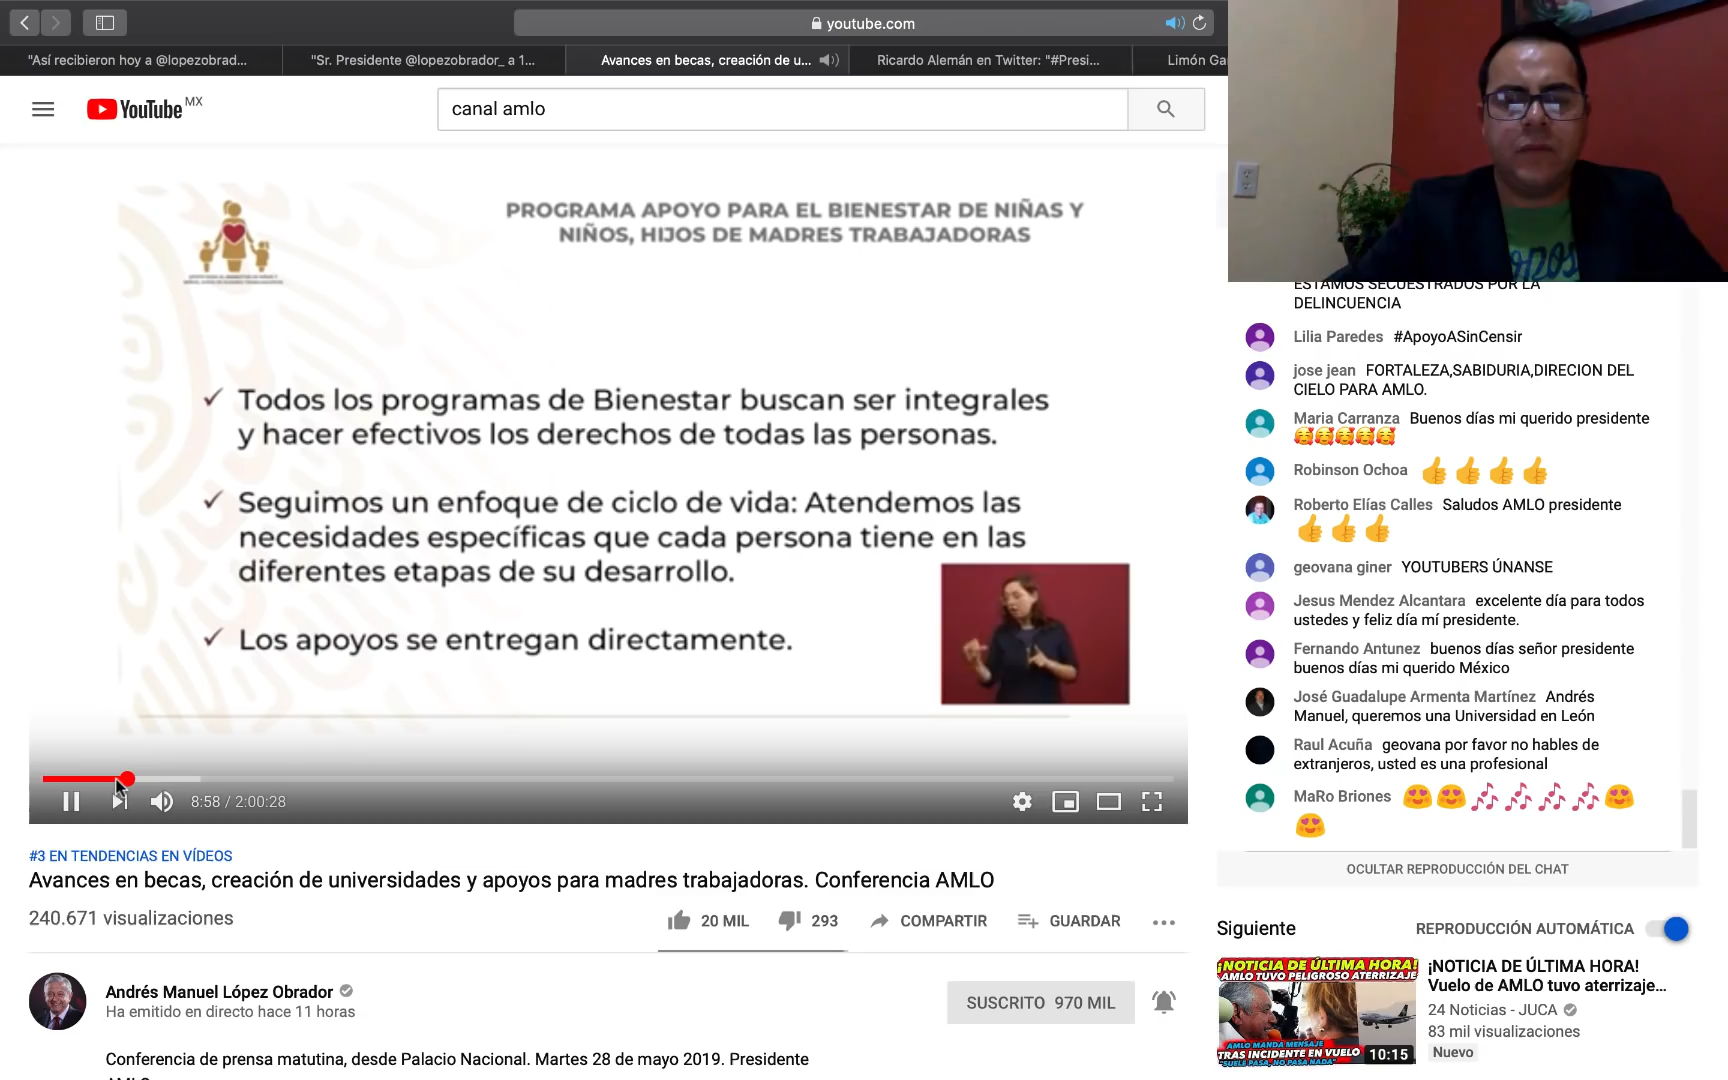 youtube.com
"Así recibieron hoy a @lopezobrad...
"Sr. Presidente @lopezobrador_ a 1...
Avances en becas, creación de u...
Ricardo Alemán en Twitter: "#Presi...
Limón Ga
YouTube MX
canal amlo
PROGRAMA APOYO PARA EL BIENESTAR DE NIÑAS Y
NIÑOS, HIJOS DE MADRES TRABAJADORAS
✓ Todos los programas de Bienestar buscan ser integrales
y hacer efectivos los derechos de todas las personas.
✓ Seguimos un enfoque de ciclo de vida: Atendemos las
necesidades específicas que cada persona tiene en las
diferentes etapas de su desarrollo.
✓ Los apoyos se entregan directamente.
8:58 / 2:00:28
#3 EN TENDENCIAS EN VÍDEOS
Avances en becas, creación de universidades y apoyos para madres trabajadoras. Conferencia AMLO
240.671 visualizaciones
20 MIL
293
COMPARTIR
GUARDAR
Andrés Manuel López Obrador
Ha emitido en directo hace 11 horas
SUSCRITO 970 MIL
Conferencia de prensa matutina, desde Palacio Nacional. Martes 28 de mayo 2019. Presidente
AMLO
ESTAMOS SECUESTRADOS POR LA
DELINCUENCIA
Lilia Paredes #ApoyoASinCensir
jose jean FORTALEZA,SABIDURIA,DIRECION DEL
CIELO PARA AMLO.
Maria Carranza Buenos días mi querido presidente
🥰🥰🥰🥰🥰
Robinson Ochoa 👍👍👍👍
Roberto Elías Calles Saludos AMLO presidente
👍👍👍
geovana giner YOUTUBERS ÚNANSE
Jesus Mendez Alcantara excelente día para todos
ustedes y feliz día mí presidente.
Fernando Antunez buenos días señor presidente
buenos días mi querido México
José Guadalupe Armenta Martínez Andrés
Manuel, queremos una Universidad en León
Raul Acuña geovana por favor no hables de
extranjeros, usted es una profesional
MaRo Briones 😍😍🎶🎶🎶🎶😍
😍
OCULTAR REPRODUCCIÓN DEL CHAT
Siguiente
REPRODUCCIÓN AUTOMÁTICA
¡NOTICIA DE ÚLTIMA HORA!
AMLO TUVO PELIGROSO ATERRIZAJE
AMLO MANDA MENSAJE
TRAS INCIDENTE EN VUELO
"SUELE PASA, NO PASA NADA"
10:15
¡NOTICIA DE ÚLTIMA HORA!
Vuelo de AMLO tuvo aterrizaje...
24 Noticias - JUCA
83 mil visualizaciones
Nuevo